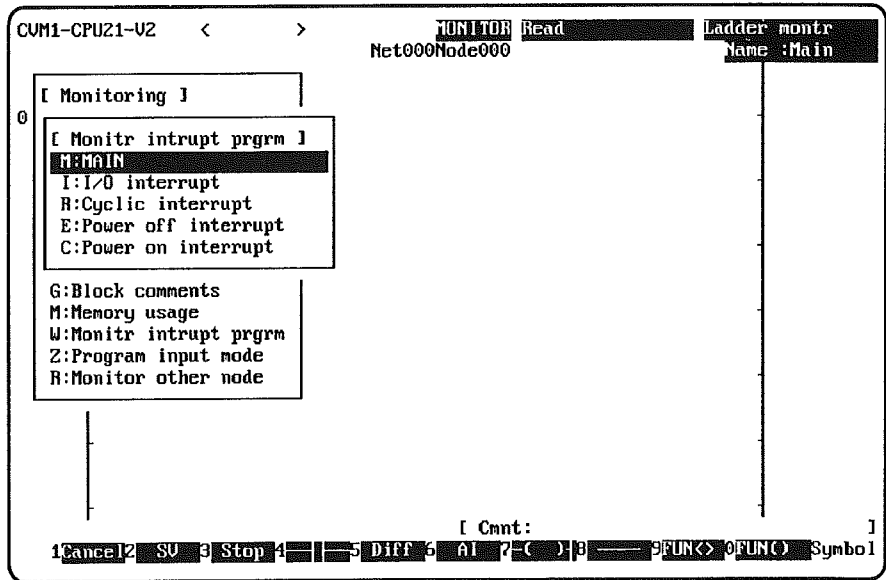 CVM1-CPU21-V2 < > MONITOR Read Ladder montr
Net000Node000 Name :Main
[ Monitoring ]
0
[ Monitr intrupt prgrm ]
M:MAIN
I:I/O interrupt
R:Cyclic interrupt
E:Power off interrupt
C:Power on interrupt
G:Block comments
M:Memory usage
W:Monitr intrupt prgrm
Z:Program input mode
R:Monitor other node
[ Cmnt: ]
1Cancel2 SV 3 Stop 4─┤├─5 Diff 6 AI 7-( )-8 ─── 9FUN<> 0FUN() Symbol